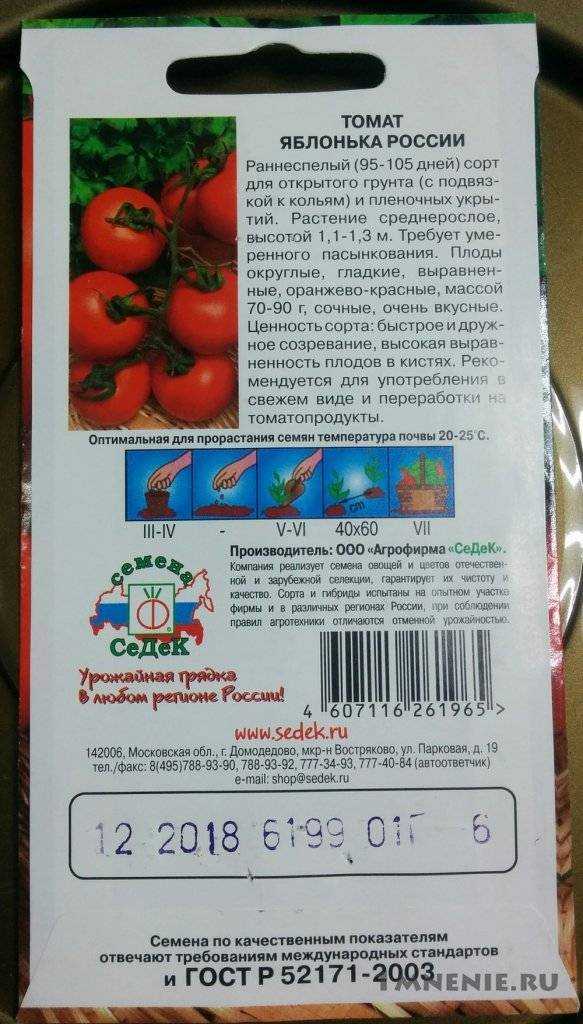 ТОМАТ
ЯБЛОНЬКА РОССИИ
Раннеспелый (95-105 дней) сорт
для открытого грунта (с подвяз-
кой к кольям) и пленочных укры-
тий. Растение среднерослое,
высотой 1,1-1,3 м. Требует уме-
ренного пасынкования. Плоды
округлые, гладкие, выравнен-
ные, оранжево-красные, массой
70-90 г, сочные, очень вкусные.
Ценность сорта: быстрое и друж-
ное созревание, высокая вырав-
ненность плодов в кистях. Реко-
мендуется для употребления в
свежем виде и переработки на
томатопродукты.
Оптимальная для прорастания семян температура почвы 20-25°С.
cm
III-IV - V-VI 40x60 VII
Производитель: ООО «Агрофирма "СеДеК».
Компания реализует семена овощей и цветов отечествен-
ной и зарубежной селекции, гарантирует их чистоту и
качество. Сорта и гибриды испытаны на опытном участке
фирмы и в различных регионах России, при соблюдении
правил агротехники отличаются отменной урожайностью.
семена
СеДеК
Урожайная грядка
в любом регионе России!
4 607116 261965>
www.sedek.ru
142006, Московская обл., г. Домодедово, мкр-н Востряково, ул. Парковая, д. 19
тел./факс: 8(495)788-93-90, 788-93-92, 777-34-93, 777-40-84 (автоответчик)
e-mail: shop@sedek.ru
12 2018 6199 01Г 6
Семена по качественным показателям
отвечают требованиям международных стандартов
и ГОСТ Р 52171-2003
1MNENIE.RU